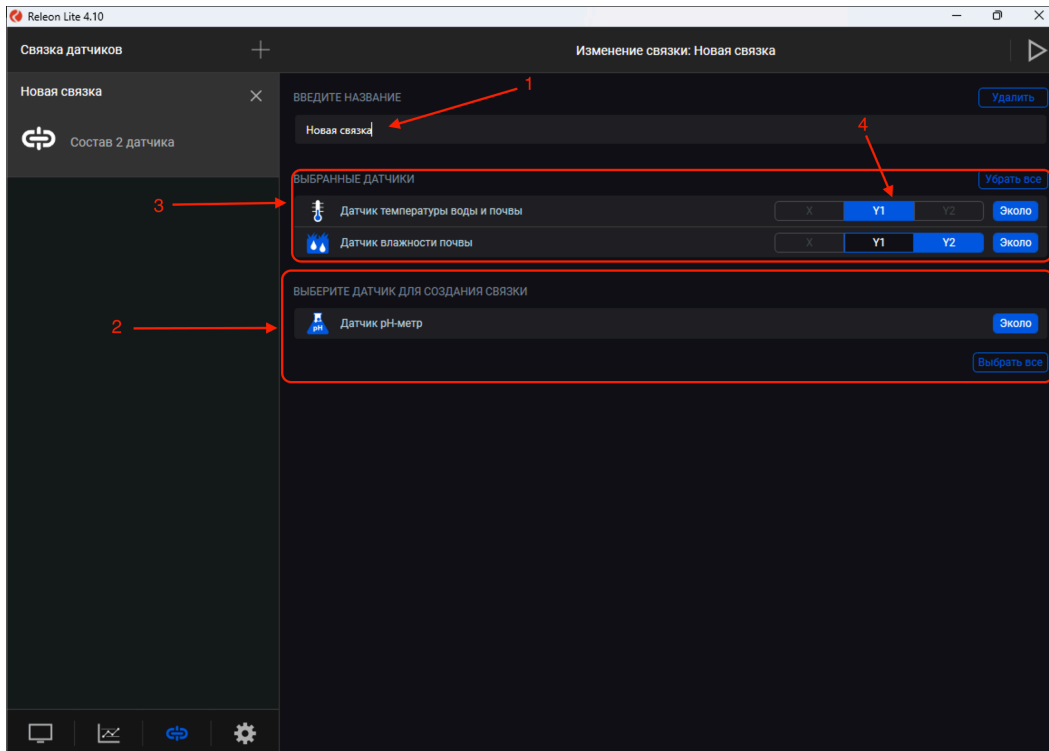 Releon Lite 4.10
Связка датчиков
Изменение связки: Новая связка
Новая связка
Состав 2 датчика
1
ВВЕДИТЕ НАЗВАНИЕ
Удалить
Новая связка
4
3
ВЫБРАННЫЕ ДАТЧИКИ
Убрать все
Датчик температуры воды и почвы X Y1 Y2 Эколо
Датчик влажности почвы X Y1 Y2 Эколо
2
ВЫБЕРИТЕ ДАТЧИК ДЛЯ СОЗДАНИЯ СВЯЗКИ
pH Датчик pH-метр Эколо
Выбрать все